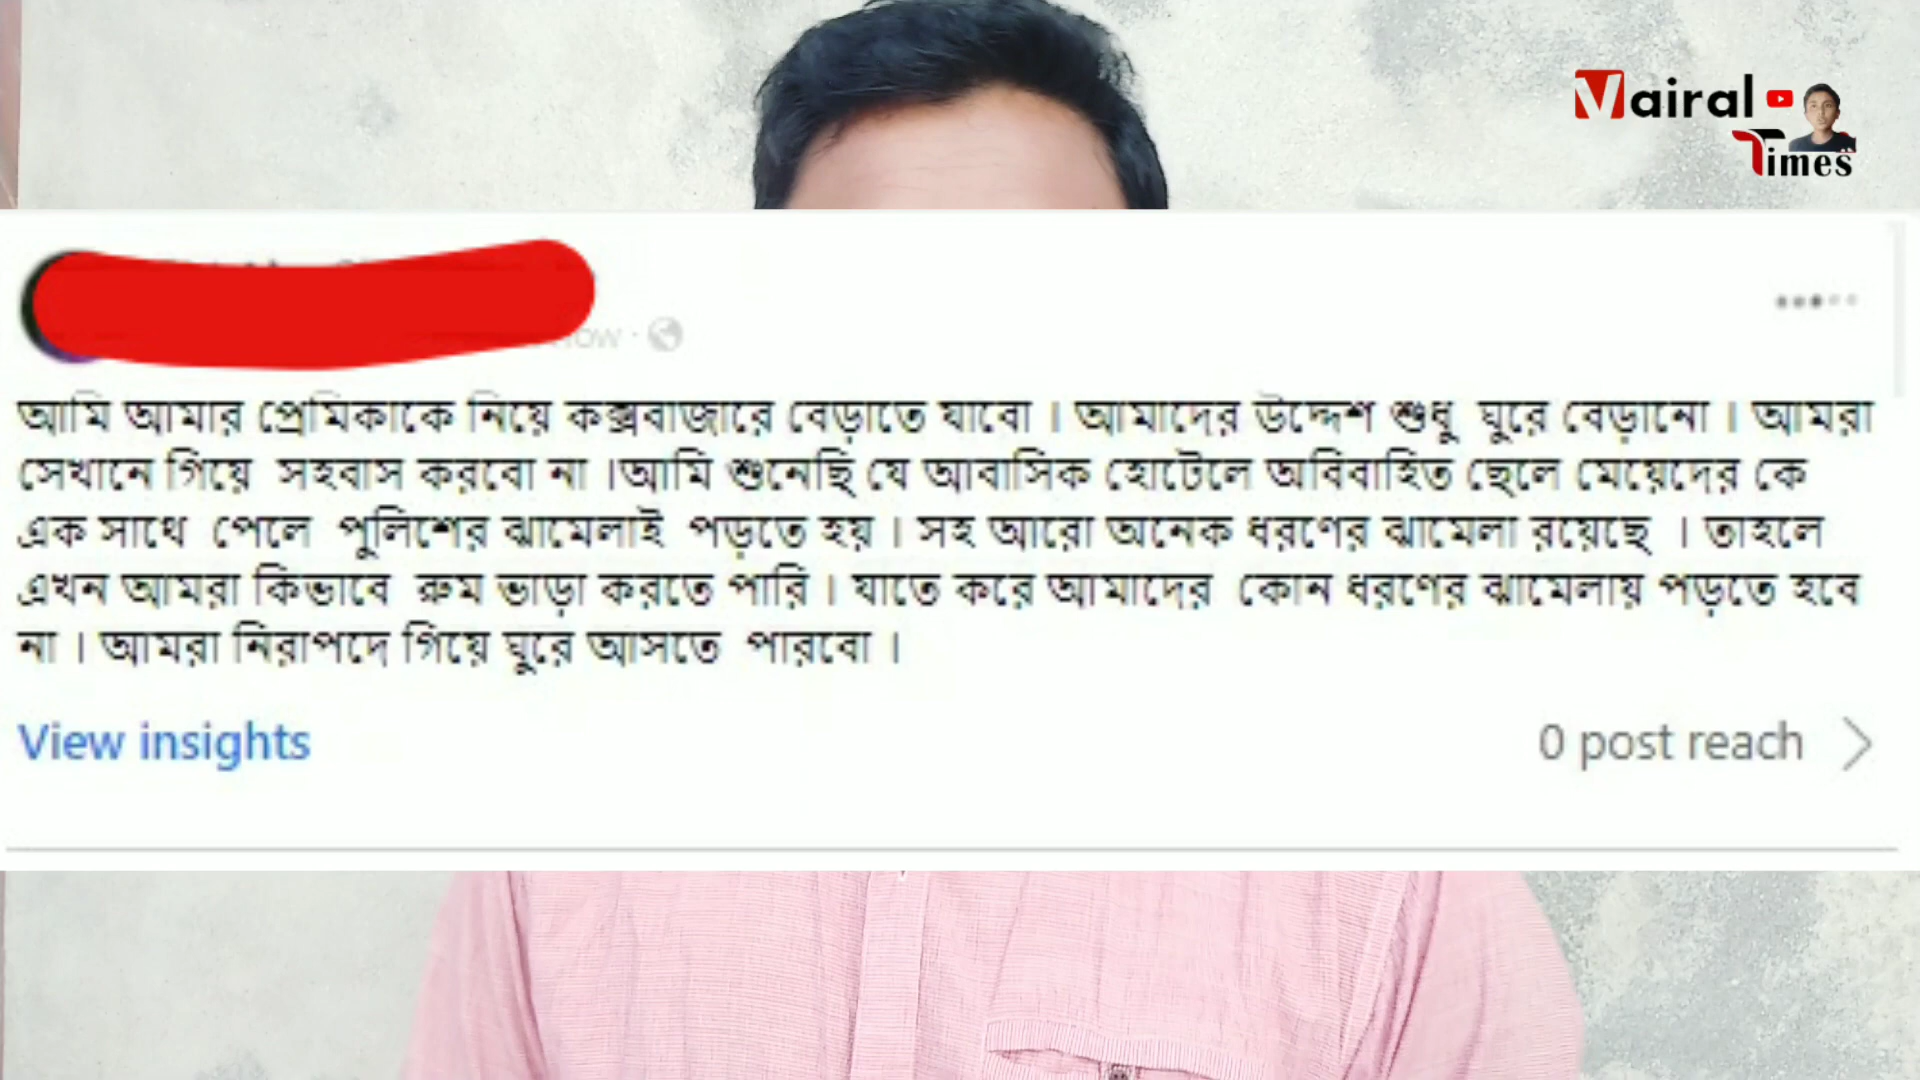 Mairal
Times
now
আমি আমার প্রেমিকাকে নিয়ে কক্সবাজারে বেড়াতে যাবো । আমাদের উদ্দেশ শুধু ঘুরে বেড়ানো । আমরা
সেখানে গিয়ে সহবাস করবো না ।আমি শুনেছি যে আবাসিক হোটেলে অবিবাহিত ছেলে মেয়েদের কে
এক সাথে পেলে পুলিশের ঝামেলাই পড়তে হয় । সহ আরো অনেক ধরণের ঝামেলা রয়েছে । তাহলে
এখন আমরা কিভাবে রুম ভাড়া করতে পারি । যাতে করে আমাদের কোন ধরণের ঝামেলায় পড়তে হবে
না । আমরা নিরাপদে গিয়ে ঘুরে আসতে পারবো ।
View insights
0 post reach